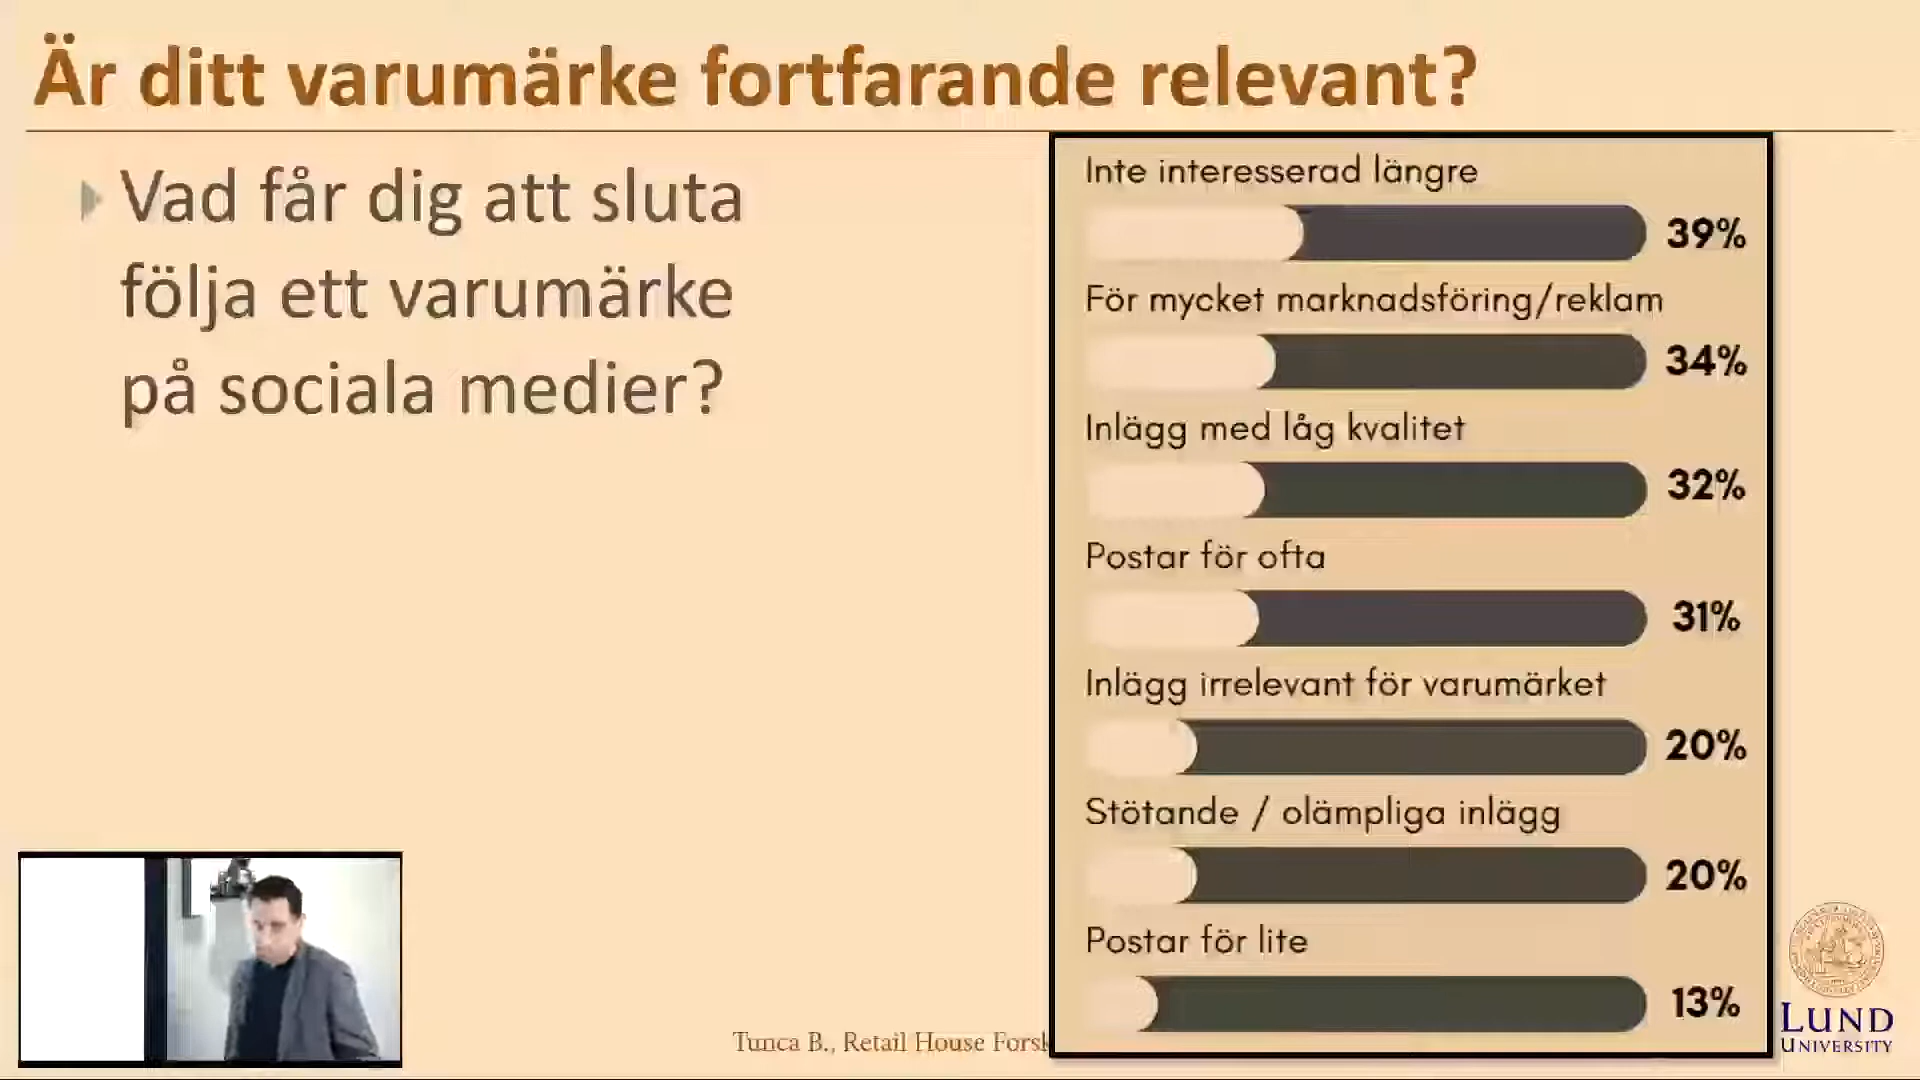 Är ditt varumärke fortfarande relevant?
Vad får dig att sluta
följa ett varumärke
på sociala medier?
Inte interesserad längre
39%
För mycket marknadsföring/reklam
34%
Inlägg med låg kvalitet
32%
Postar för ofta
31%
Inlägg irrelevant för varumärket
20%
Stötande / olämpliga inlägg
20%
Postar för lite
13%
Tunca B., Retail House
LUND
UNIVERSITY